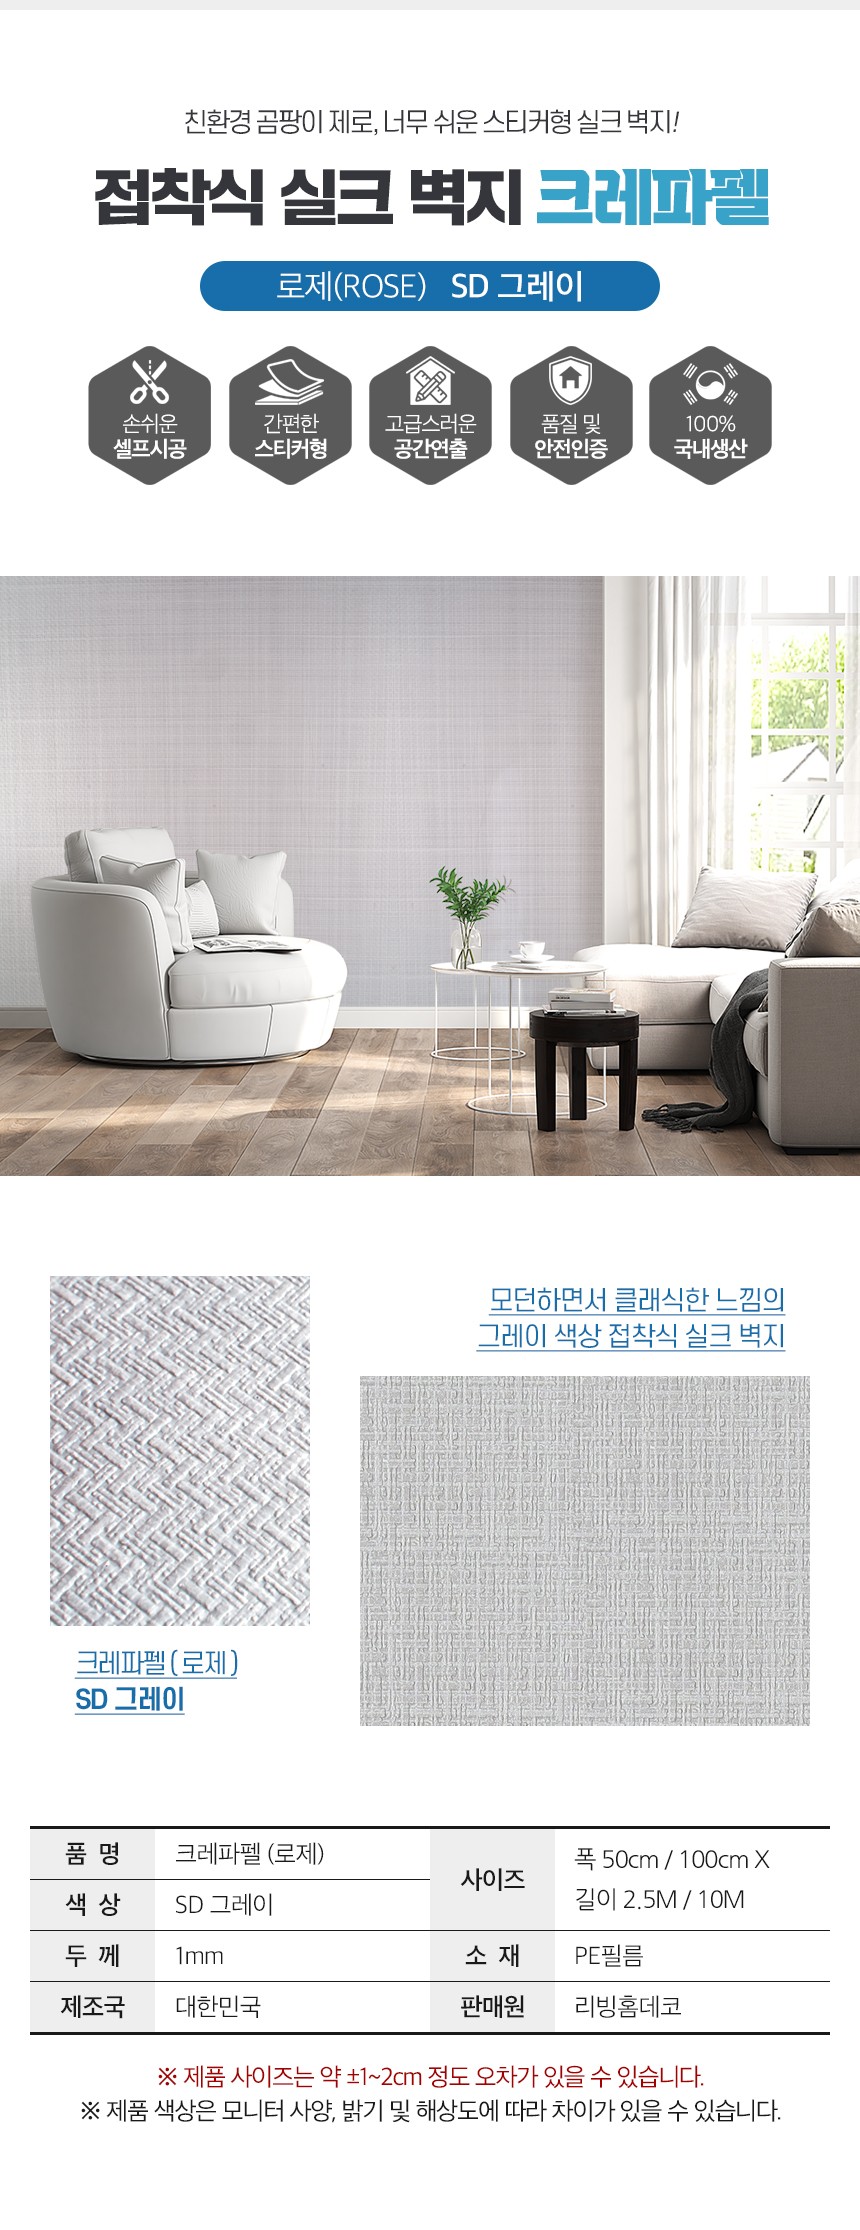 친환경 곰팡이 제로, 너무 쉬운 스티커형 실크 벽지!
접착식 실크 벽지 크레파펠
로제(ROSE) SD 그레이
손쉬운
셀프시공
간편한
스티커형
고급스러운
공간연출
품질 및
안전인증
100%
국내생산
모던하면서 클래식한 느낌의
그레이 색상 접착식 실크 벽지
크레파펠 ( 로제 )
SD 그레이
품 명 크레파펠 (로제)
색 상 SD 그레이
사이즈 폭 50cm / 100cm X
길이 2.5M / 10M
두 께 1mm 소 재 PE필름
제조국 대한민국 판매원 리빙홈데코
※ 제품 사이즈는 약 ±1~2cm 정도 오차가 있을 수 있습니다.
※ 제품 색상은 모니터 사양, 밝기 및 해상도에 따라 차이가 있을 수 있습니다.